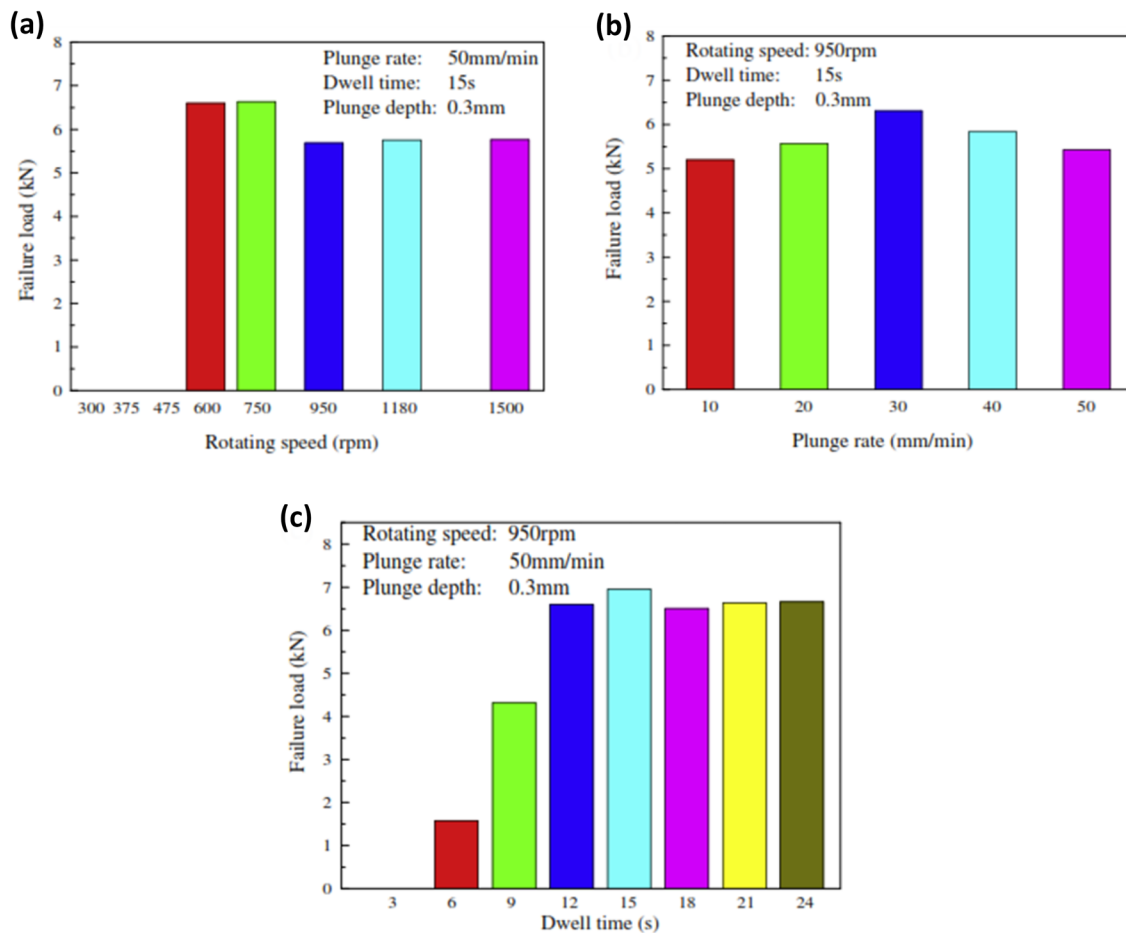 (a)
8
7
6
5
4
3
2
1
0
Failure load (kN)
Plunge rate: 50mm/min
Dwell time: 15s
Plunge depth: 0.3mm
300 375 475 600 750 950 1180 1500
Rotating speed (rpm)
(b)
8
7
6
5
4
3
2
1
0
Failure load (kN)
Rotating speed: 950rpm
Dwell time: 15s
Plunge depth: 0.3mm
10 20 30 40 50
Plunge rate (mm/min)
(c)
8
7
6
5
4
3
2
1
0
Failure load (kN)
Rotating speed: 950rpm
Plunge rate: 50mm/min
Plunge depth: 0.3mm
3 6 9 12 15 18 21 24
Dwell time (s)